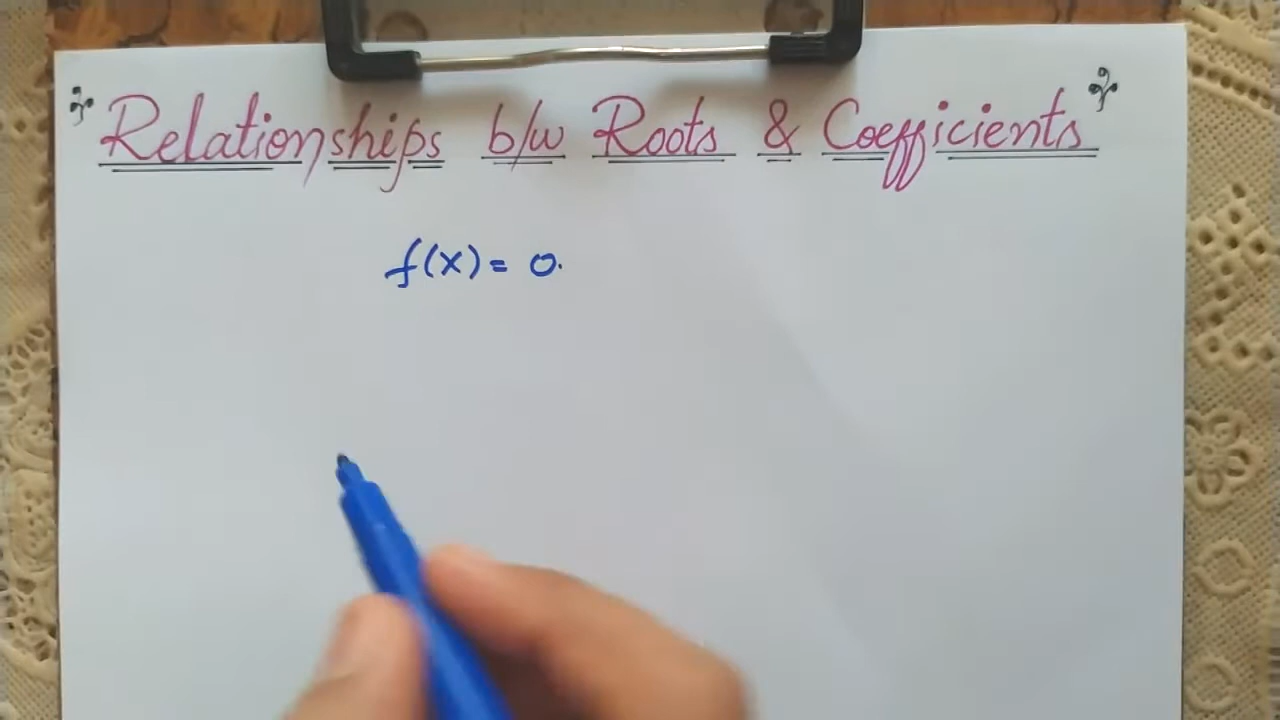 Relationships b/w Roots & Coefficients
f(x) = 0.